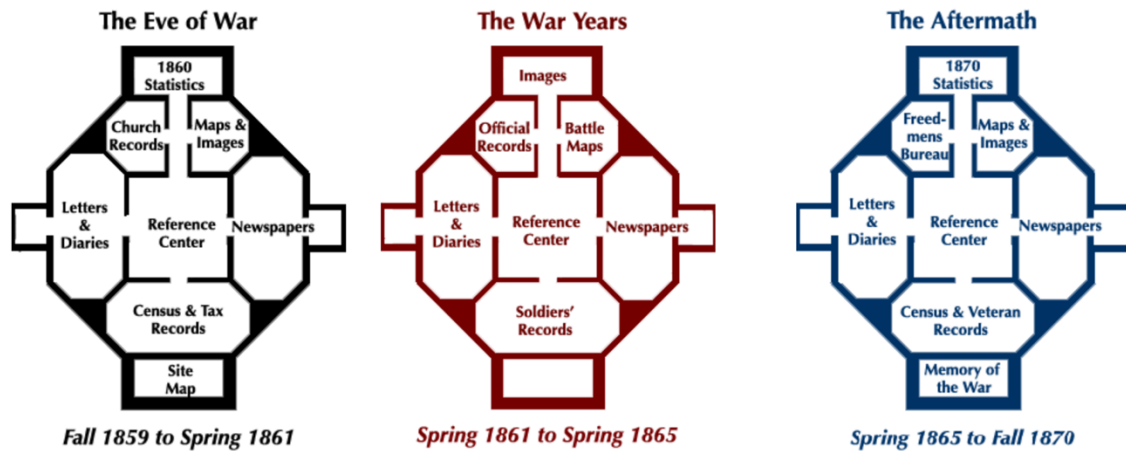 The Eve of War
1860
Statistics
Church
Records
Maps &
Images
Letters
&
Diaries
Reference
Center
Newspapers
Census & Tax
Records
Site
Map
Fall 1859 to Spring 1861
The War Years
Images
Official
Records
Battle
Maps
Letters
&
Diaries
Reference
Center
Newspapers
Soldiers'
Records
Spring 1861 to Spring 1865
The Aftermath
1870
Statistics
Freed-
mens
Bureau
Maps &
Images
Letters
&
Diaries
Reference
Center
Newspapers
Census & Veteran
Records
Memory of
the War
Spring 1865 to Fall 1870